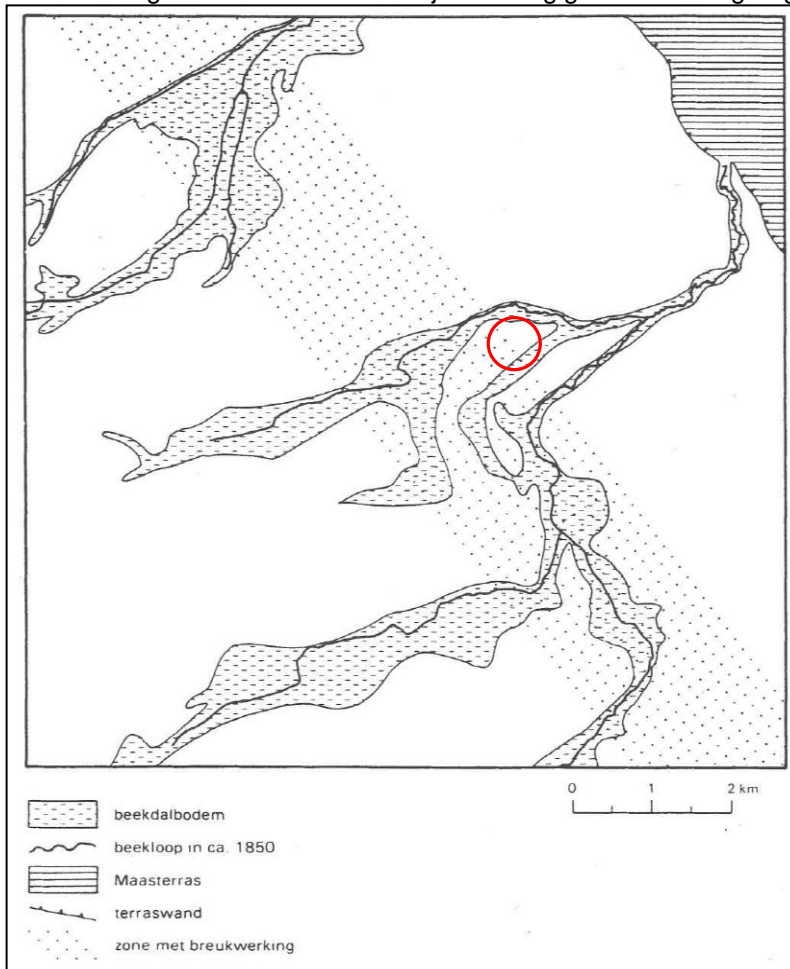 0 1 2 km
beekdalbodem
beekloop in ca. 1850
Maasterras
terraswand
zone met breukwerking